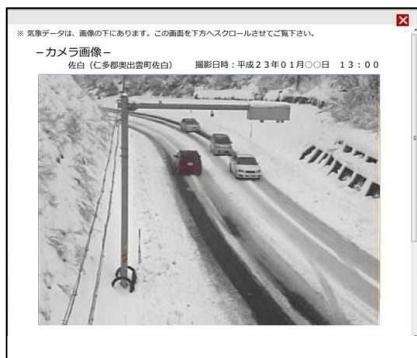 ※ 気象データは、画像の下にあります。この画面を下方へスクロールさせてご覧下さい。
－カメラ画像－
佐白（仁多郡奥出雲町佐白） 撮影日時：平成２３年０１月○○日 １３：００